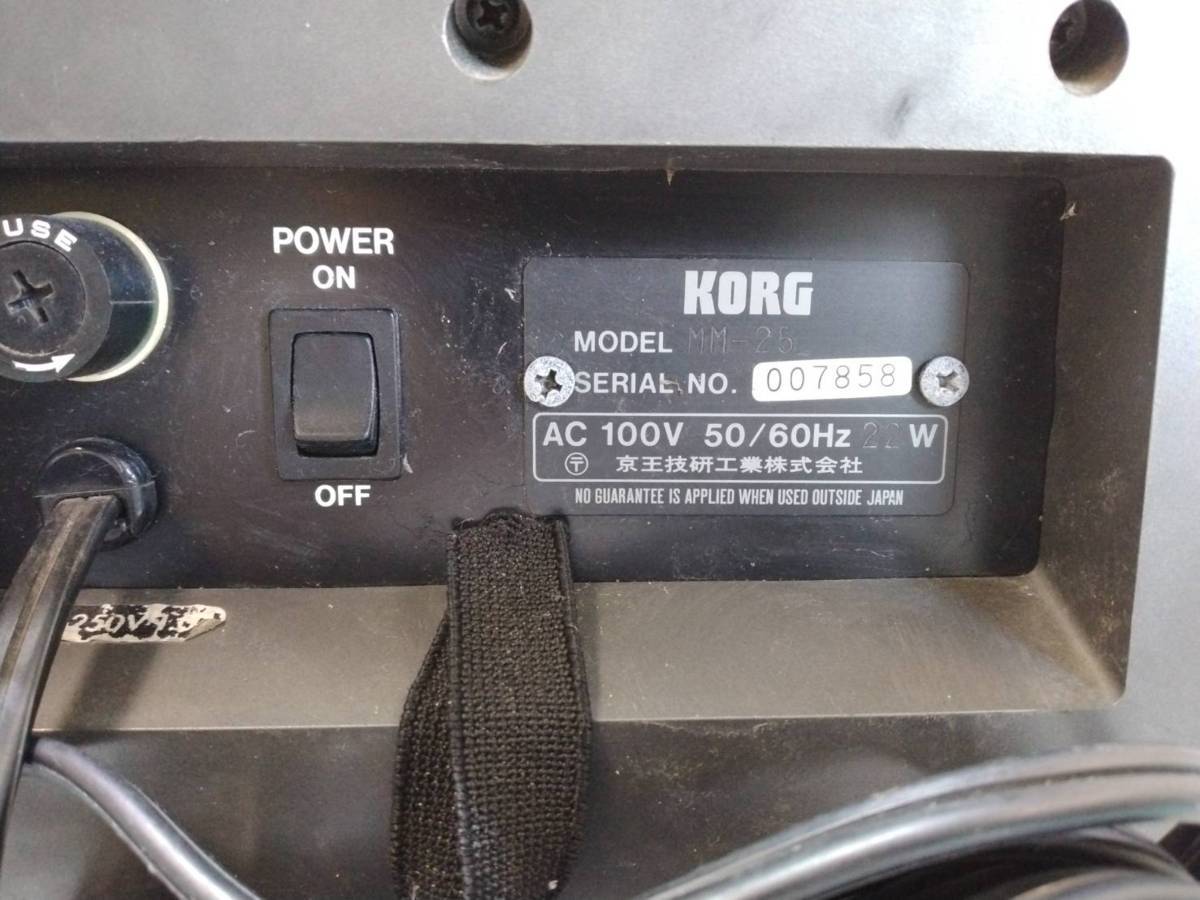 USE
POWER
ON
OFF
KORG
MODEL MM-25
SERIAL NO. 007858
AC 100V 50/60Hz 22 W
〒 京王技研工業株式会社
NO GUARANTEE IS APPLIED WHEN USED OUTSIDE JAPAN
250V